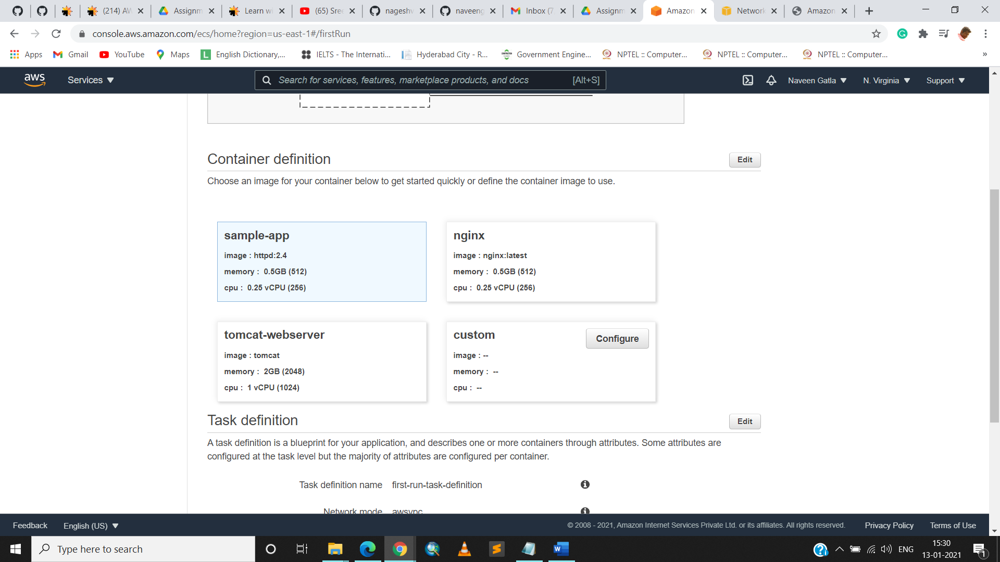 (214) AW
Assignm
Learn wi
(65) Sree
nageshv
naveeng
Inbox (7,
Assignm
Amazon
Network
Amazon
console.aws.amazon.com/ecs/home?region=us-east-1#/firstRun
Apps
Gmail
YouTube
Maps
English Dictionary,...
IELTS - The Internati...
Hyderabad City - R...
Government Engine...
NPTEL :: Computer...
NPTEL :: Computer...
NPTEL :: Computer...
»
aws
Services
Search for services, features, marketplace products, and docs
[Alt+S]
Naveen Gatla
N. Virginia
Support
Container definition
Edit
Choose an image for your container below to get started quickly or define the container image to use.
sample-app
image : httpd:2.4
memory : 0.5GB (512)
cpu : 0.25 vCPU (256)
nginx
image : nginx:latest
memory : 0.5GB (512)
cpu : 0.25 vCPU (256)
tomcat-webserver
image : tomcat
memory : 2GB (2048)
cpu : 1 vCPU (1024)
custom
Configure
image : --
memory : --
cpu : --
Task definition
Edit
A task definition is a blueprint for your application, and describes one or more containers through attributes. Some attributes are
configured at the task level but the majority of attributes are configured per container.
Task definition name first-run-task-definition
Network mode awsvpc
Feedback
English (US)
© 2008 - 2021, Amazon Internet Services Private Ltd. or its affiliates. All rights reserved.
Privacy Policy
Terms of Use
Type here to search
ENG
15:30
13-01-2021
1